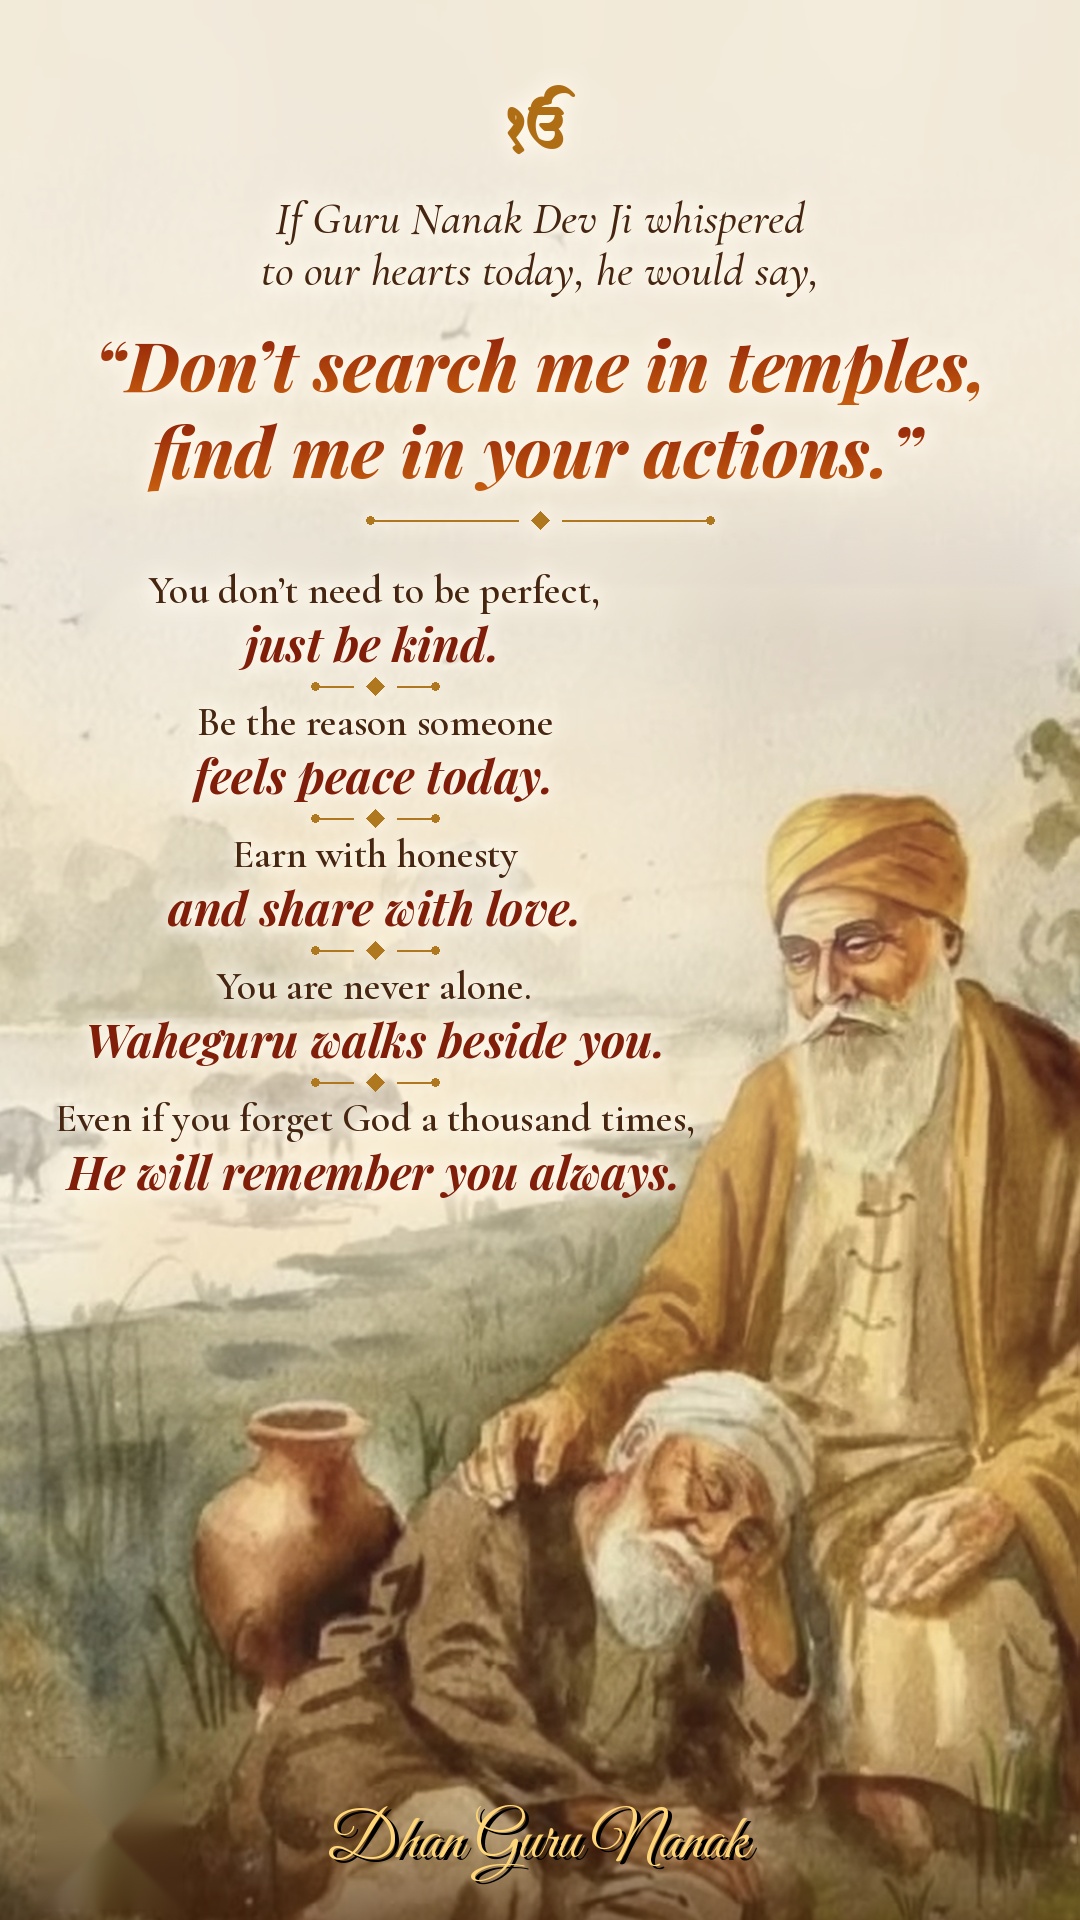 ੴ
If Guru Nanak Dev Ji whispered
to our hearts today, he would say,
“Don’t search me in temples,
find me in your actions.”
You don’t need to be perfect,
just be kind.
Be the reason someone
feels peace today.
Earn with honesty
and share with love.
You are never alone.
Waheguru walks beside you.
Even if you forget God a thousand times,
He will remember you always.
Dhan Guru Nanak